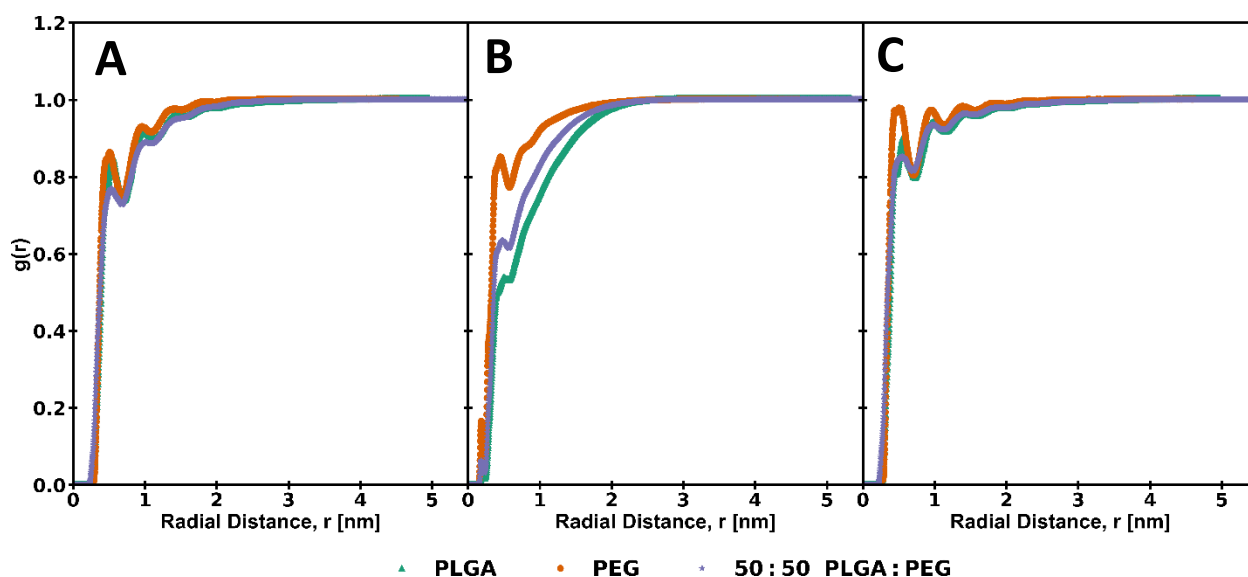 A B C
1.2
1.0
0.8
0.6
0.4
0.2
0.0
g(r)
0 1 2 3 4 5 0 1 2 3 4 5 0 1 2 3 4 5
Radial Distance, r [nm] Radial Distance, r [nm] Radial Distance, r [nm]
PLGA PEG 50:50 PLGA:PEG